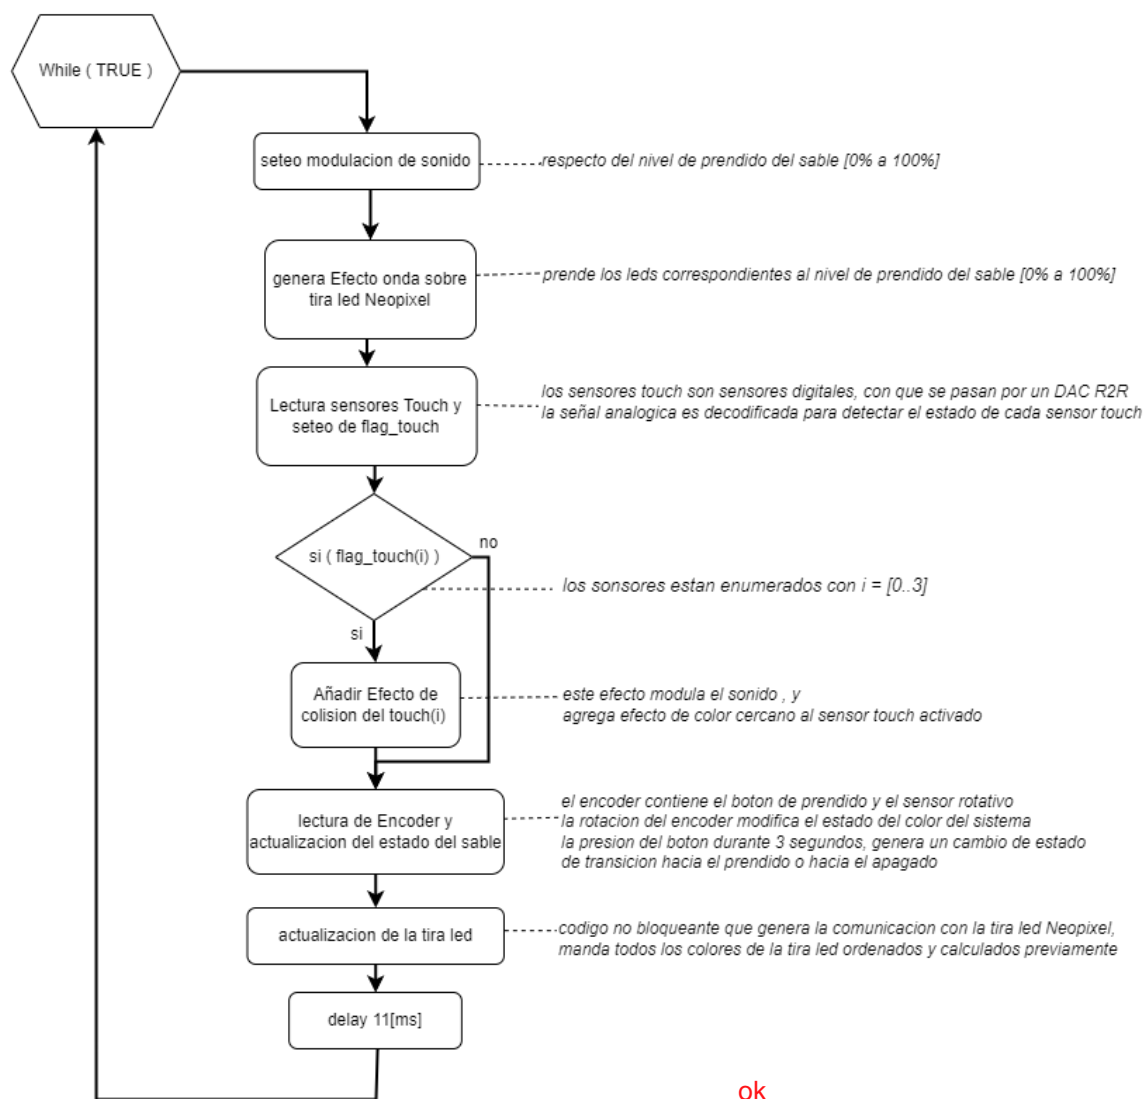 While ( TRUE )
seteo modulacion de sonido
respecto del nivel de prendido del sable [0% a 100%]
genera Efecto onda sobre
tira led Neopixel
prende los leds correspondientes al nivel de prendido del sable [0% a 100%]
Lectura sensores Touch y
seteo de flag_touch
los sensores touch son sensores digitales, con que se pasan por un DAC R2R
la señal analogica es decodificada para detectar el estado de cada sensor touch
si ( flag_touch(i) )
no
los sonsores estan enumerados con i = [0..3]
si
Añadir Efecto de
colision del touch(i)
este efecto modula el sonido , y
agrega efecto de color cercano al sensor touch activado
lectura de Encoder y
actualizacion del estado del sable
el encoder contiene el boton de prendido y el sensor rotativo
la rotacion del encoder modifica el estado del color del sistema
la presion del boton durante 3 segundos, genera un cambio de estado
de transicion hacia el prendido o hacia el apagado
actualizacion de la tira led
codigo no bloqueante que genera la comunicacion con la tira led Neopixel,
manda todos los colores de la tira led ordenados y calculados previamente
delay 11[ms]
ok